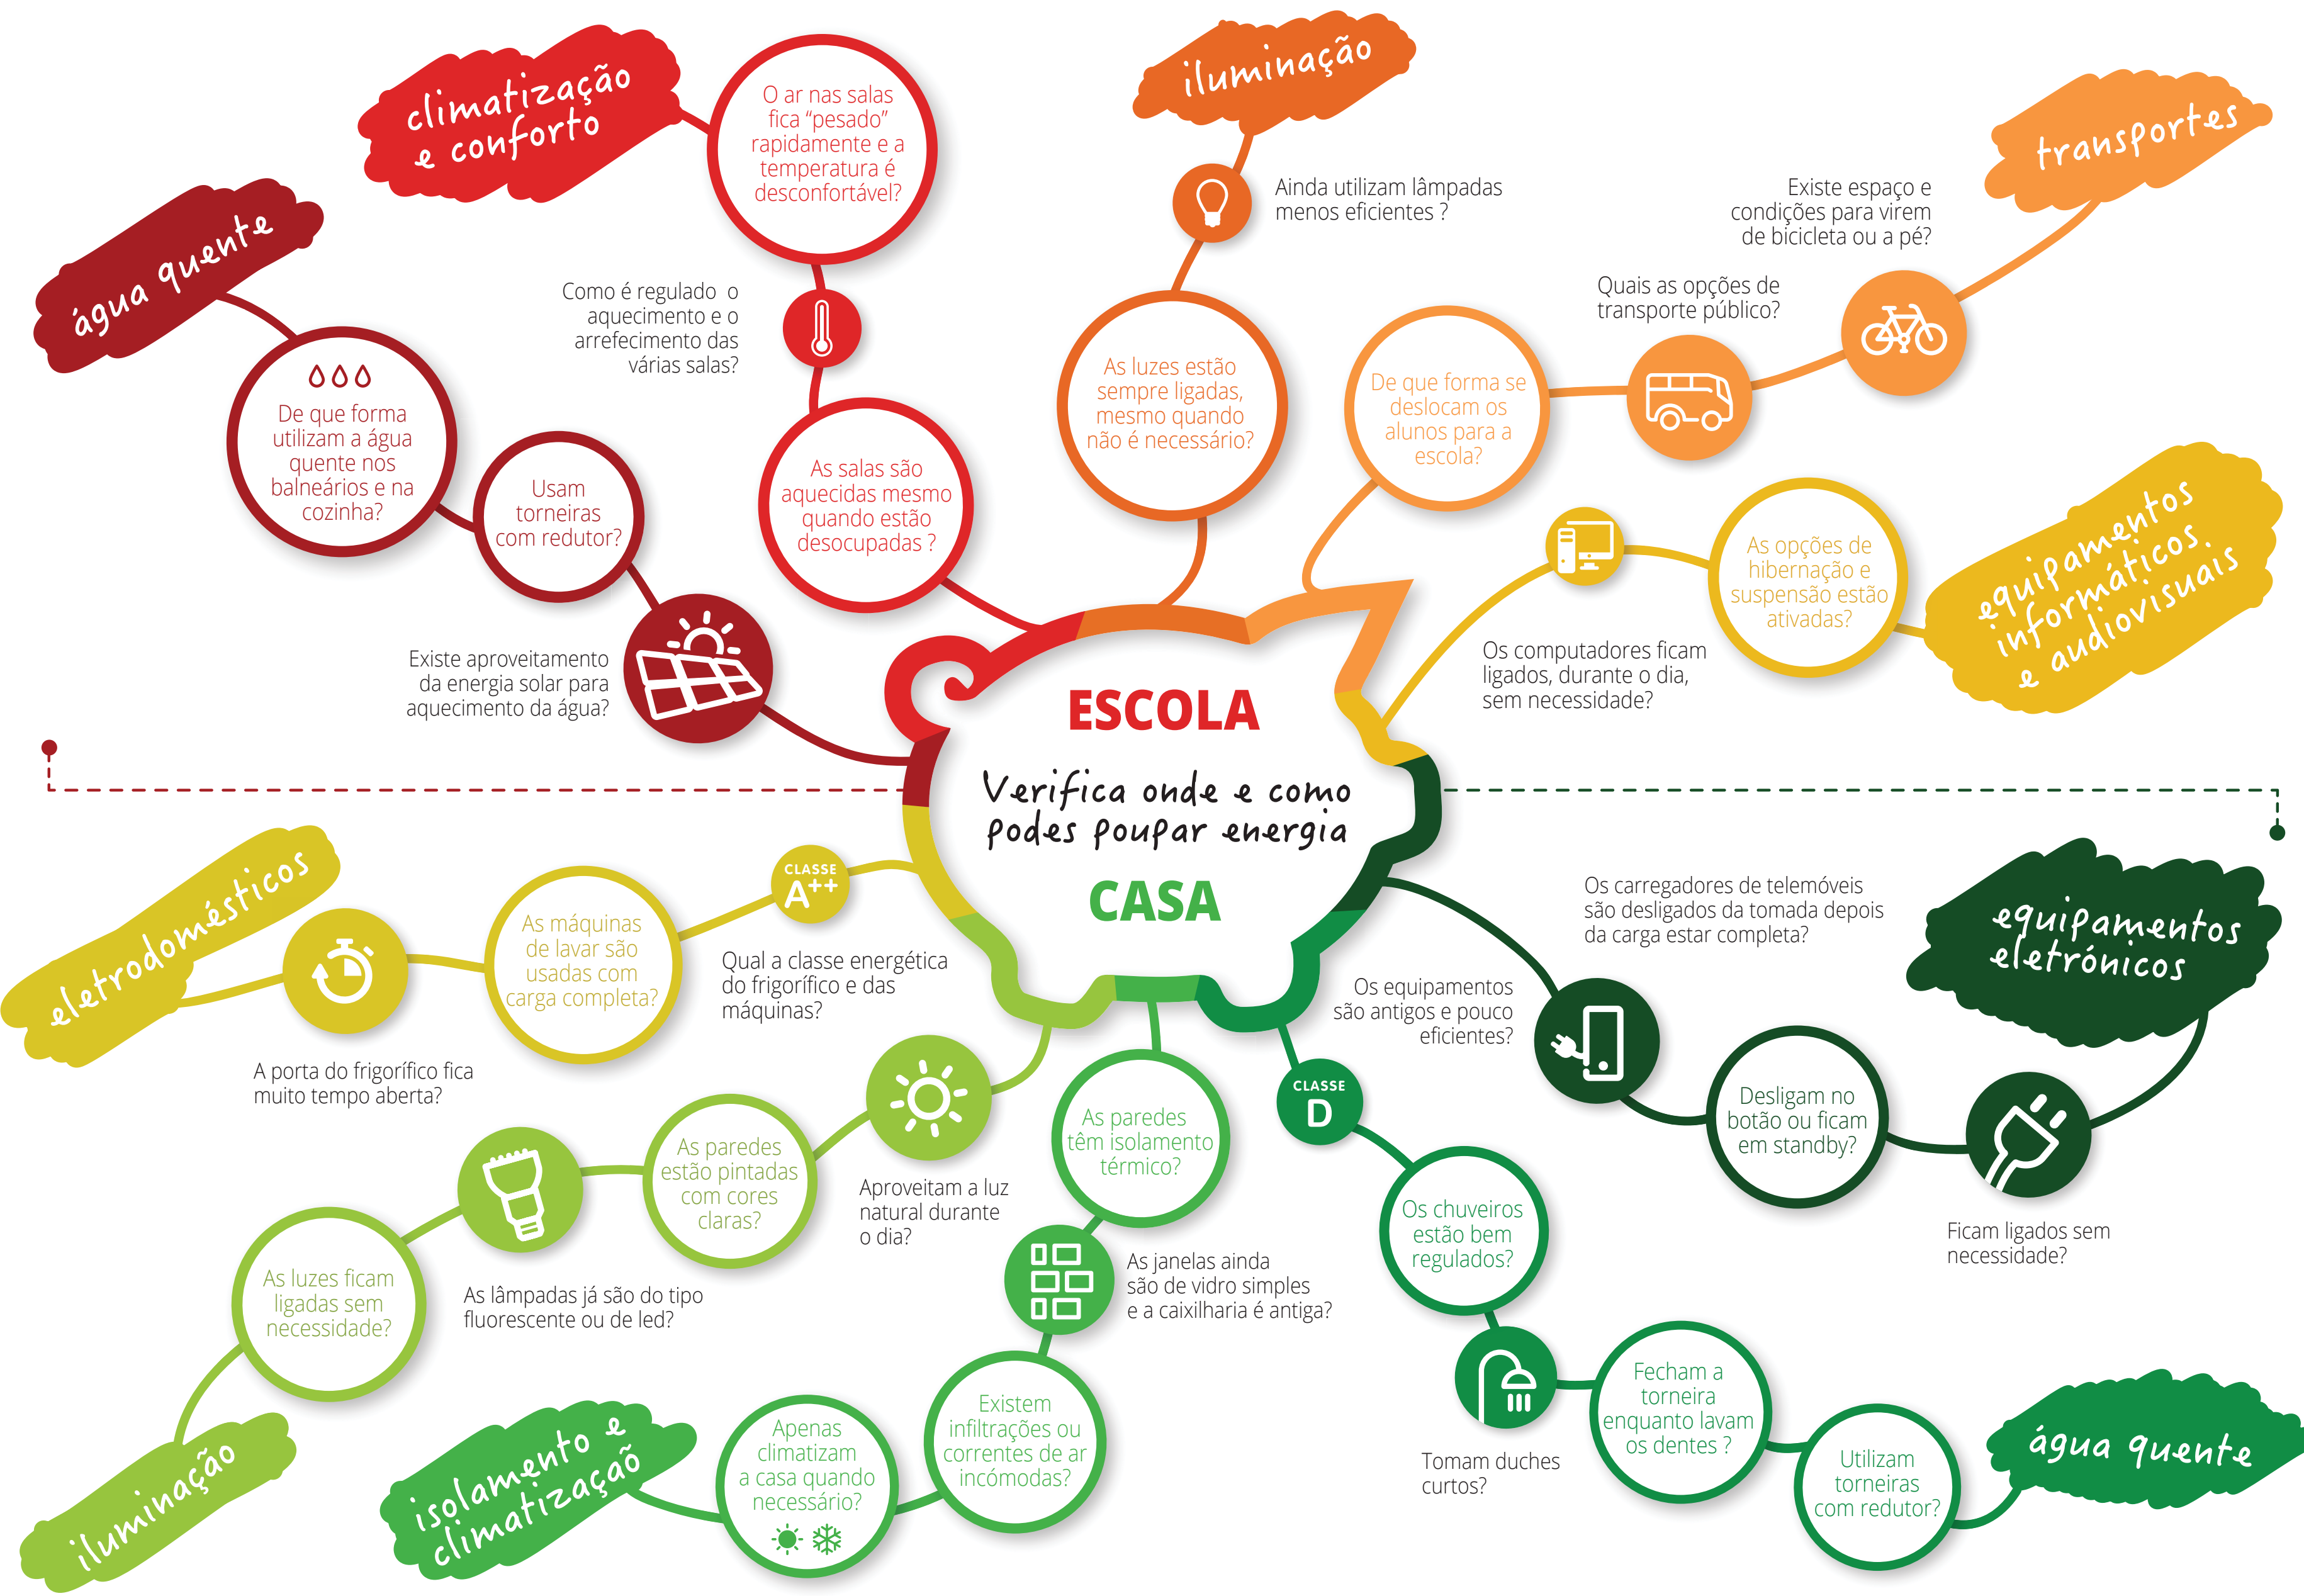 climatização
e conforto
O ar nas salas
fica “pesado”
rapidamente e a
temperatura é
desconfortável?
Como é regulado o
aquecimento e o
arrefecimento das
várias salas?
As salas são
aquecidas mesmo
quando estão
desocupadas ?
água quente
De que forma
utilizam a água
quente nos
balneários e na
cozinha?
Usam
torneiras
com redutor?
Existe aproveitamento
da energia solar para
aquecimento da água?
iluminação
Ainda utilizam lâmpadas
menos eficientes ?
As luzes estão
sempre ligadas,
mesmo quando
não é necessário?
transportes
Existe espaço e
condições para virem
de bicicleta ou a pé?
Quais as opções de
transporte público?
De que forma se
deslocam os
alunos para a
escola?
equipamentos
informáticos.
e audiovisuais
As opções de
hibernação e
suspensão estão
ativadas?
Os computadores ficam
ligados, durante o dia,
sem necessidade?
ESCOLA
Verifica onde e como
podes poupar energia
CASA
eletrodomésticos
A porta do frigorífico fica
muito tempo aberta?
As máquinas
de lavar são
usadas com
carga completa?
CLASSE
A++
Qual a classe energética
do frigorífico e das
máquinas?
iluminação
As luzes ficam
ligadas sem
necessidade?
As lâmpadas já são do tipo
fluorescente ou de led?
As paredes
estão pintadas
com cores
claras?
Aproveitam a luz
natural durante
o dia?
isolamento e
climatizaçaõ
Apenas
climatizam
a casa quando
necessário?
Existem
infiltrações ou
correntes de ar
incómodas?
As janelas ainda
são de vidro simples
e a caixilharia é antiga?
As paredes
têm isolamento
térmico?
CLASSE
D
Os chuveiros
estão bem
regulados?
Tomam duches
curtos?
Fecham a
torneira
enquanto lavam
os dentes ?
Utilizam
torneiras
com redutor?
água quente
Os carregadores de telemóveis
são desligados da tomada depois
da carga estar completa?
Os equipamentos
são antigos e pouco
eficientes?
Desligam no
botão ou ficam
em standby?
Ficam ligados sem
necessidade?
equipamentos
eletrónicos